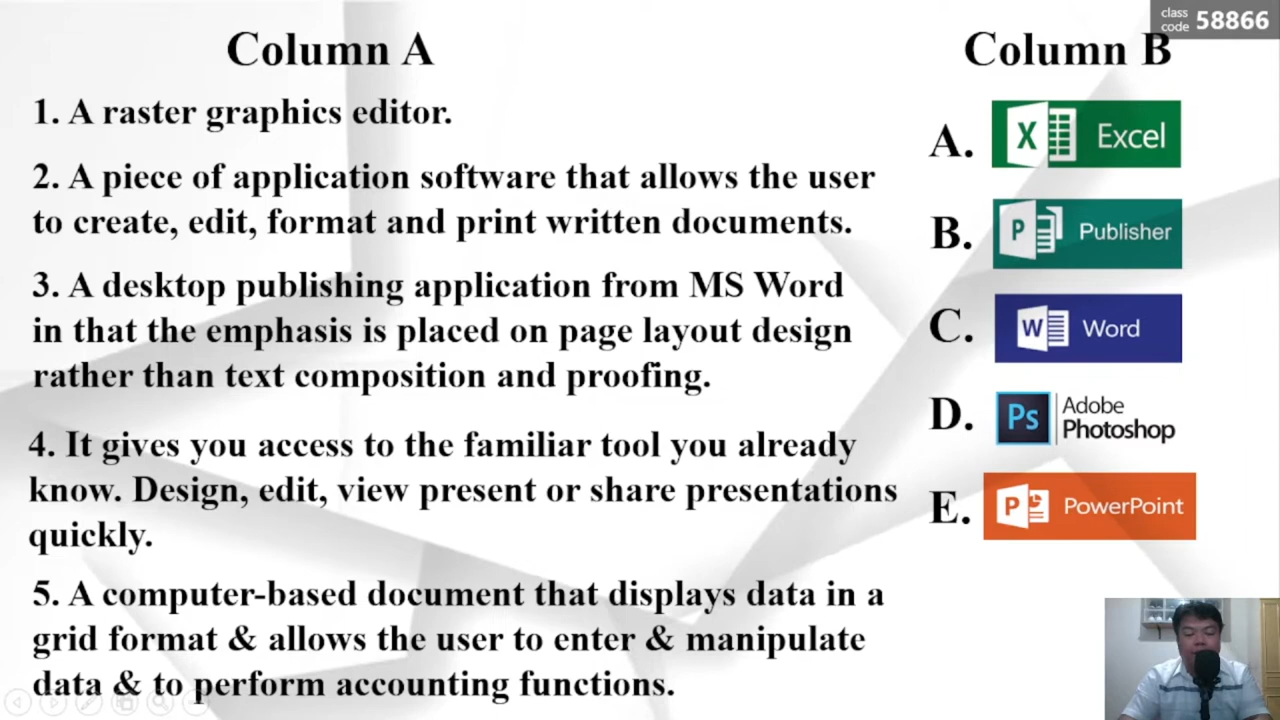 class
code 58866
Column A
1. A raster graphics editor.
2. A piece of application software that allows the user
to create, edit, format and print written documents.
3. A desktop publishing application from MS Word
in that the emphasis is placed on page layout design
rather than text composition and proofing.
4. It gives you access to the familiar tool you already
know. Design, edit, view present or share presentations
quickly.
5. A computer-based document that displays data in a
grid format & allows the user to enter & manipulate
data & to perform accounting functions.
Column B
A. X Excel
B. P Publisher
C. W Word
D. Ps Adobe
Photoshop
E. P PowerPoint